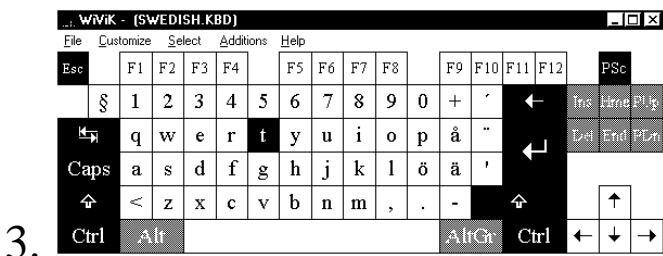 WiViK - (SWEDISH.KBD)
File Customize Select Additions Help
Esc F1 F2 F3 F4 F5 F6 F7 F8 F9 F10 F11 F12 PSc
§ 1 2 3 4 5 6 7 8 9 0 + ´ ← Ins Hme PUp
↹ q w e r t y u i o p å ¨ ↵ Del End PDn
Caps a s d f g h j k l ö ä '
⇧ < z x c v b n m , . - ⇧ ↑
3. Ctrl Alt AltGr Ctrl ← ↓ →